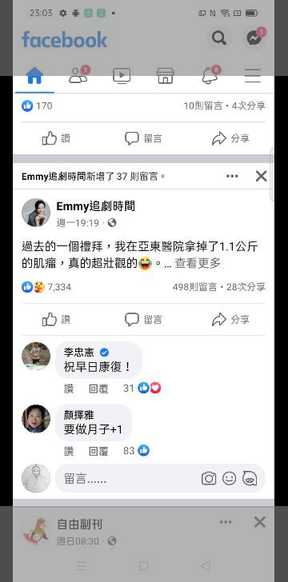 23:03
facebook
170
10則留言・4次分享
讚 留言 分享
Emmy追劇時間新增了 37 則留言。
Emmy追劇時間
週一19:19
過去的一個禮拜，我在亞東醫院拿掉了1.1公斤
的肌瘤，真的超壯觀的😂。... 查看更多
7,334
498則留言・28次分享
讚 留言 分享
李忠憲
祝早日康復！
讚 回覆 31
顏擇雅
要做月子+1
讚 回覆 83
留言......
自由副刊
週日08:30